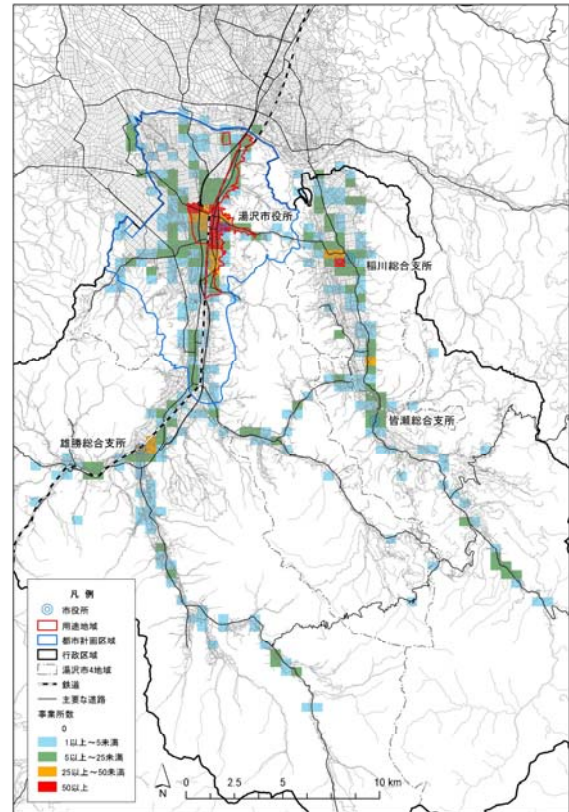 湯沢市役所
稲川総合支所
皆瀬総合支所
雄勝総合支所
凡 例
市役所
用途地域
都市計画区域
行政区域
湯沢市4地域
鉄道
主要な道路
事業所数
0
1以上～5未満
5以上～25未満
25以上～50未満
50以上
N
0 2.5 5 10 km